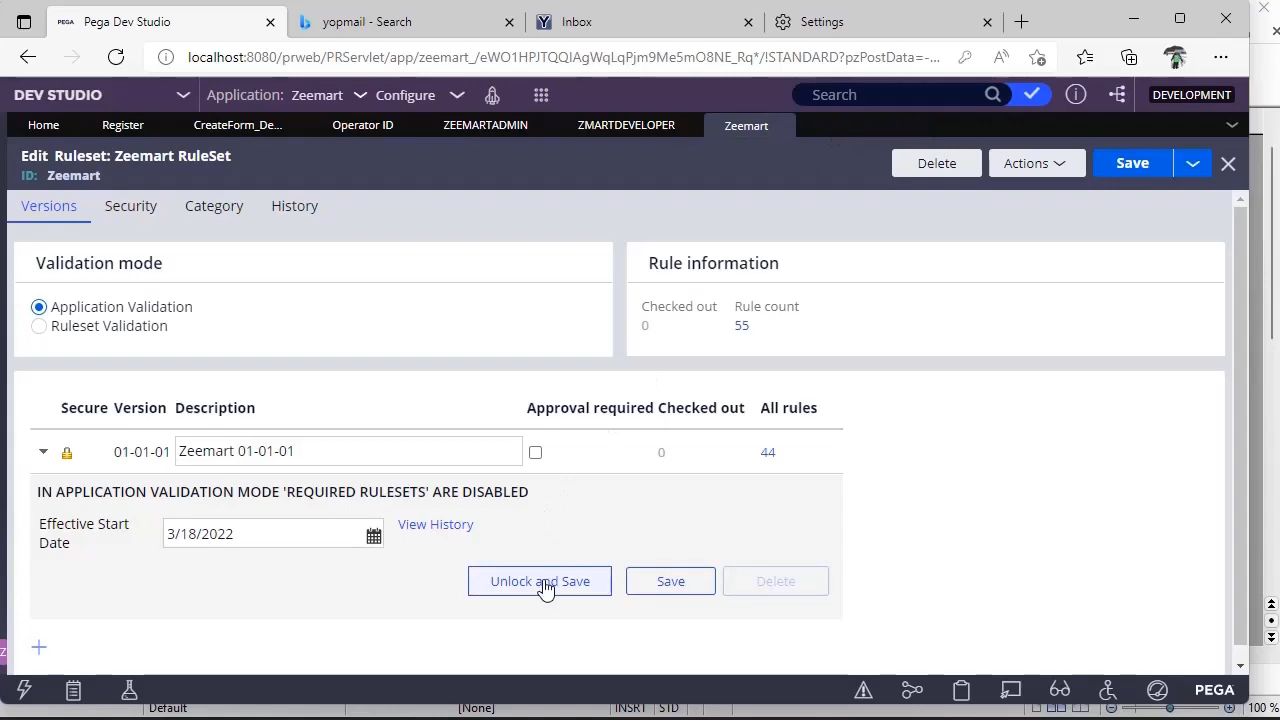 PEGA Pega Dev Studio
yopmail - Search
Inbox
Settings
localhost:8080/prweb/PRServlet/app/zeemart_/eWO1HPJTQQIAgWqLqPjm9Me5mO8NE_Rq*/!STANDARD?pzPostData=-...
DEV STUDIO
Application: Zeemart
Configure
Search
DEVELOPMENT
Home
Register
CreateForm_De...
Operator ID
ZEEMARTADMIN
ZMARTDEVELOPER
Zeemart
Edit Ruleset: Zeemart RuleSet
ID: Zeemart
Delete
Actions
Save
Versions
Security
Category
History
Validation mode
Application Validation
Ruleset Validation
Rule information
Checked out Rule count
0 55
Secure Version Description Approval required Checked out All rules
01-01-01 Zeemart 01-01-01 0 44
IN APPLICATION VALIDATION MODE 'REQUIRED RULESETS' ARE DISABLED
Effective Start
Date
3/18/2022
View History
Unlock and Save
Save
Delete
PEGA
Default [None] INSRT STD 100 %